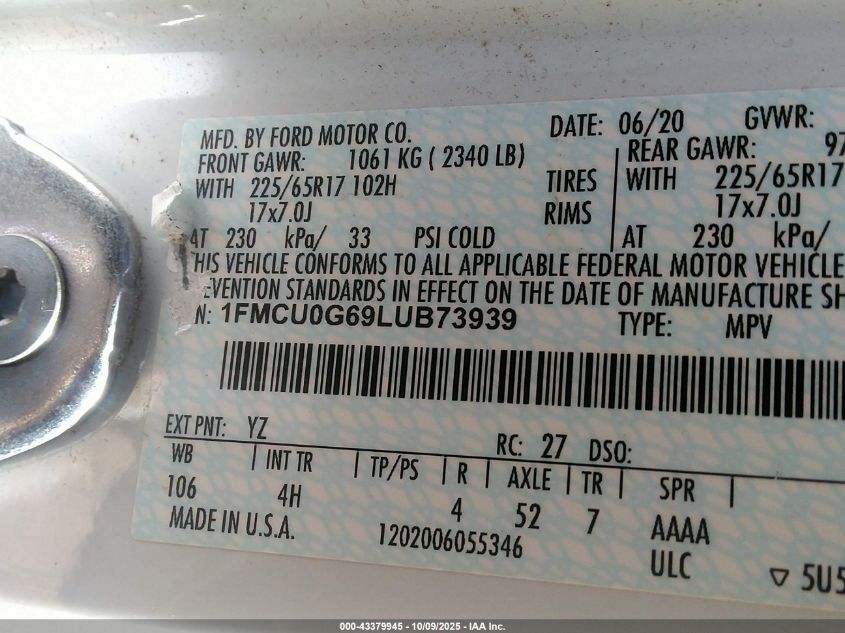 MFD. BY FORD MOTOR CO. DATE: 06/20 GVWR:
FRONT GAWR: 1061 KG ( 2340 LB) REAR GAWR: 97
WITH 225/65R17 102H TIRES WITH 225/65R17
17x7.0J RIMS 17x7.0J
AT 230 kPa/ 33 PSI COLD AT 230 kPa/
HIS VEHICLE CONFORMS TO ALL APPLICABLE FEDERAL MOTOR VEHICLE
EVENTION STANDARDS IN EFFECT ON THE DATE OF MANUFACTURE SH
N: 1FMCU0G69LUB73939 TYPE: MPV
EXT PNT: YZ RC: 27 DSO:
WB INT TR TP/PS R AXLE TR SPR
106 4H 4 52 7 AAAA
MADE IN U.S.A. 1202006055346 ULC
▽ 5U5
000-43379945 - 10/09/2025 - IAA Inc.